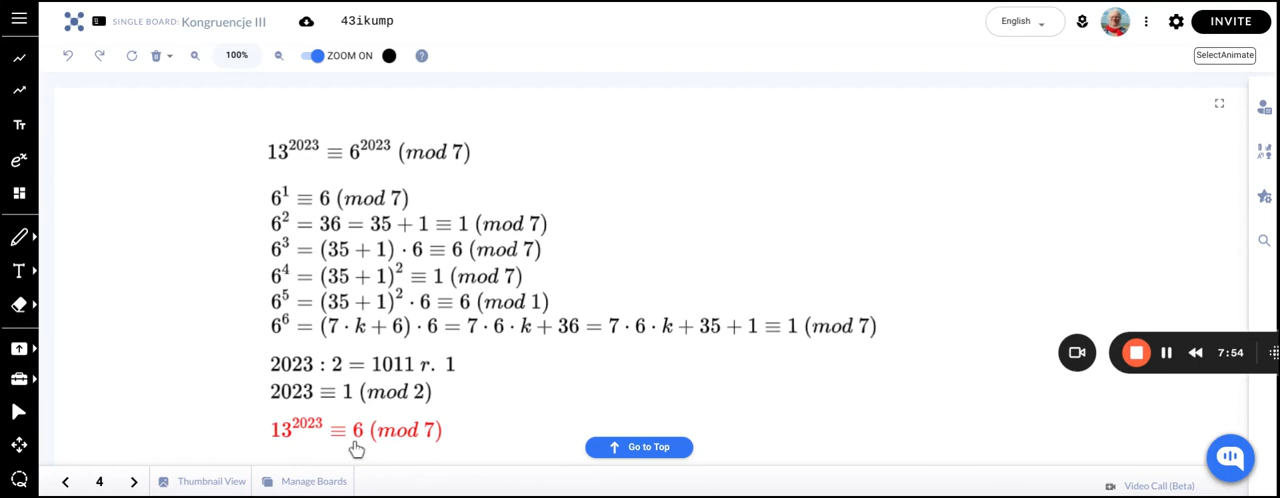 SINGLE BOARD: Kongruencje III
43ikump
English
INVITE
100%
ZOOM ON
SelectAnimate
13^2023 ≡ 6^2023 (mod 7)
6^1 ≡ 6 (mod 7)
6^2 = 36 = 35 + 1 ≡ 1 (mod 7)
6^3 = (35 + 1) · 6 ≡ 6 (mod 7)
6^4 = (35 + 1)^2 ≡ 1 (mod 7)
6^5 = (35 + 1)^2 · 6 ≡ 6 (mod 1)
6^6 = (7 · k + 6) · 6 = 7 · 6 · k + 36 = 7 · 6 · k + 35 + 1 ≡ 1 (mod 7)
2023 : 2 = 1011 r. 1
2023 ≡ 1 (mod 2)
13^2023 ≡ 6 (mod 7)
7:54
Go to Top
4
Thumbnail View
Manage Boards
Video Call (Beta)